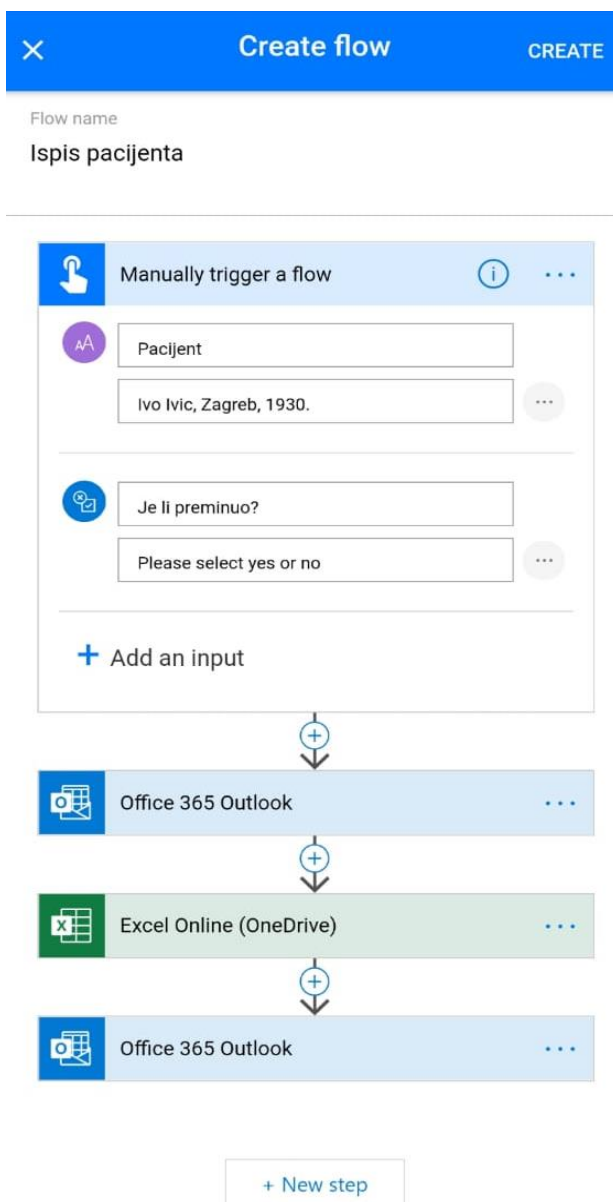 Create flow
CREATE
Flow name
Ispis pacijenta
Manually trigger a flow
Pacijent
Ivo Ivic, Zagreb, 1930.
Je li preminuo?
Please select yes or no
+ Add an input
Office 365 Outlook
Excel Online (OneDrive)
Office 365 Outlook
+ New step